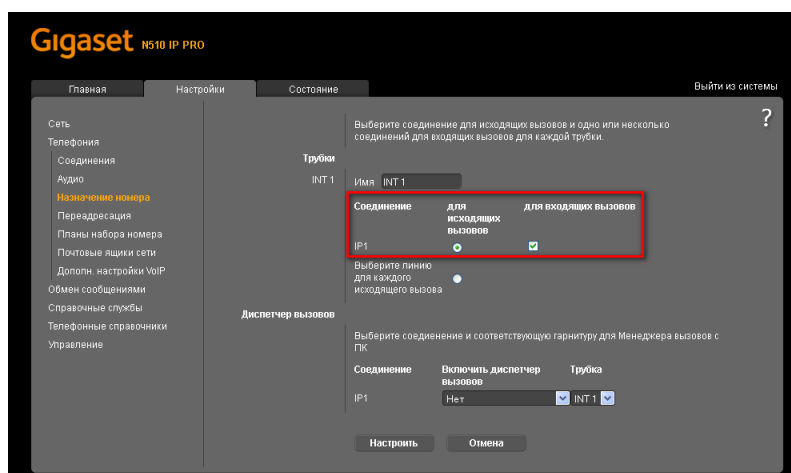 Gigaset N510 IP PRO
Главная Настройки Состояние Выйти из системы
?
Сеть
Телефония
Соединения
Аудио
Назначение номера
Переадресация
Планы набора номера
Почтовые ящики сети
Дополн. настройки VoIP
Обмен сообщениями
Справочные службы
Телефонные справочники
Управление
Выберите соединение для исходящих вызовов и одно или несколько
соединений для входящих вызовов для каждой трубки.
Трубки
INT 1
Имя INT 1
Соединение для исходящих вызовов для входящих вызовов
IP1
Выберите линию
для каждого
исходящего вызова
Диспетчер вызовов
Выберите соединение и соответствующую гарнитуру для Менеджера вызовов с
ПК
Соединение Включить диспетчер вызовов Трубка
IP1 Нет INT 1
Настроить Отмена